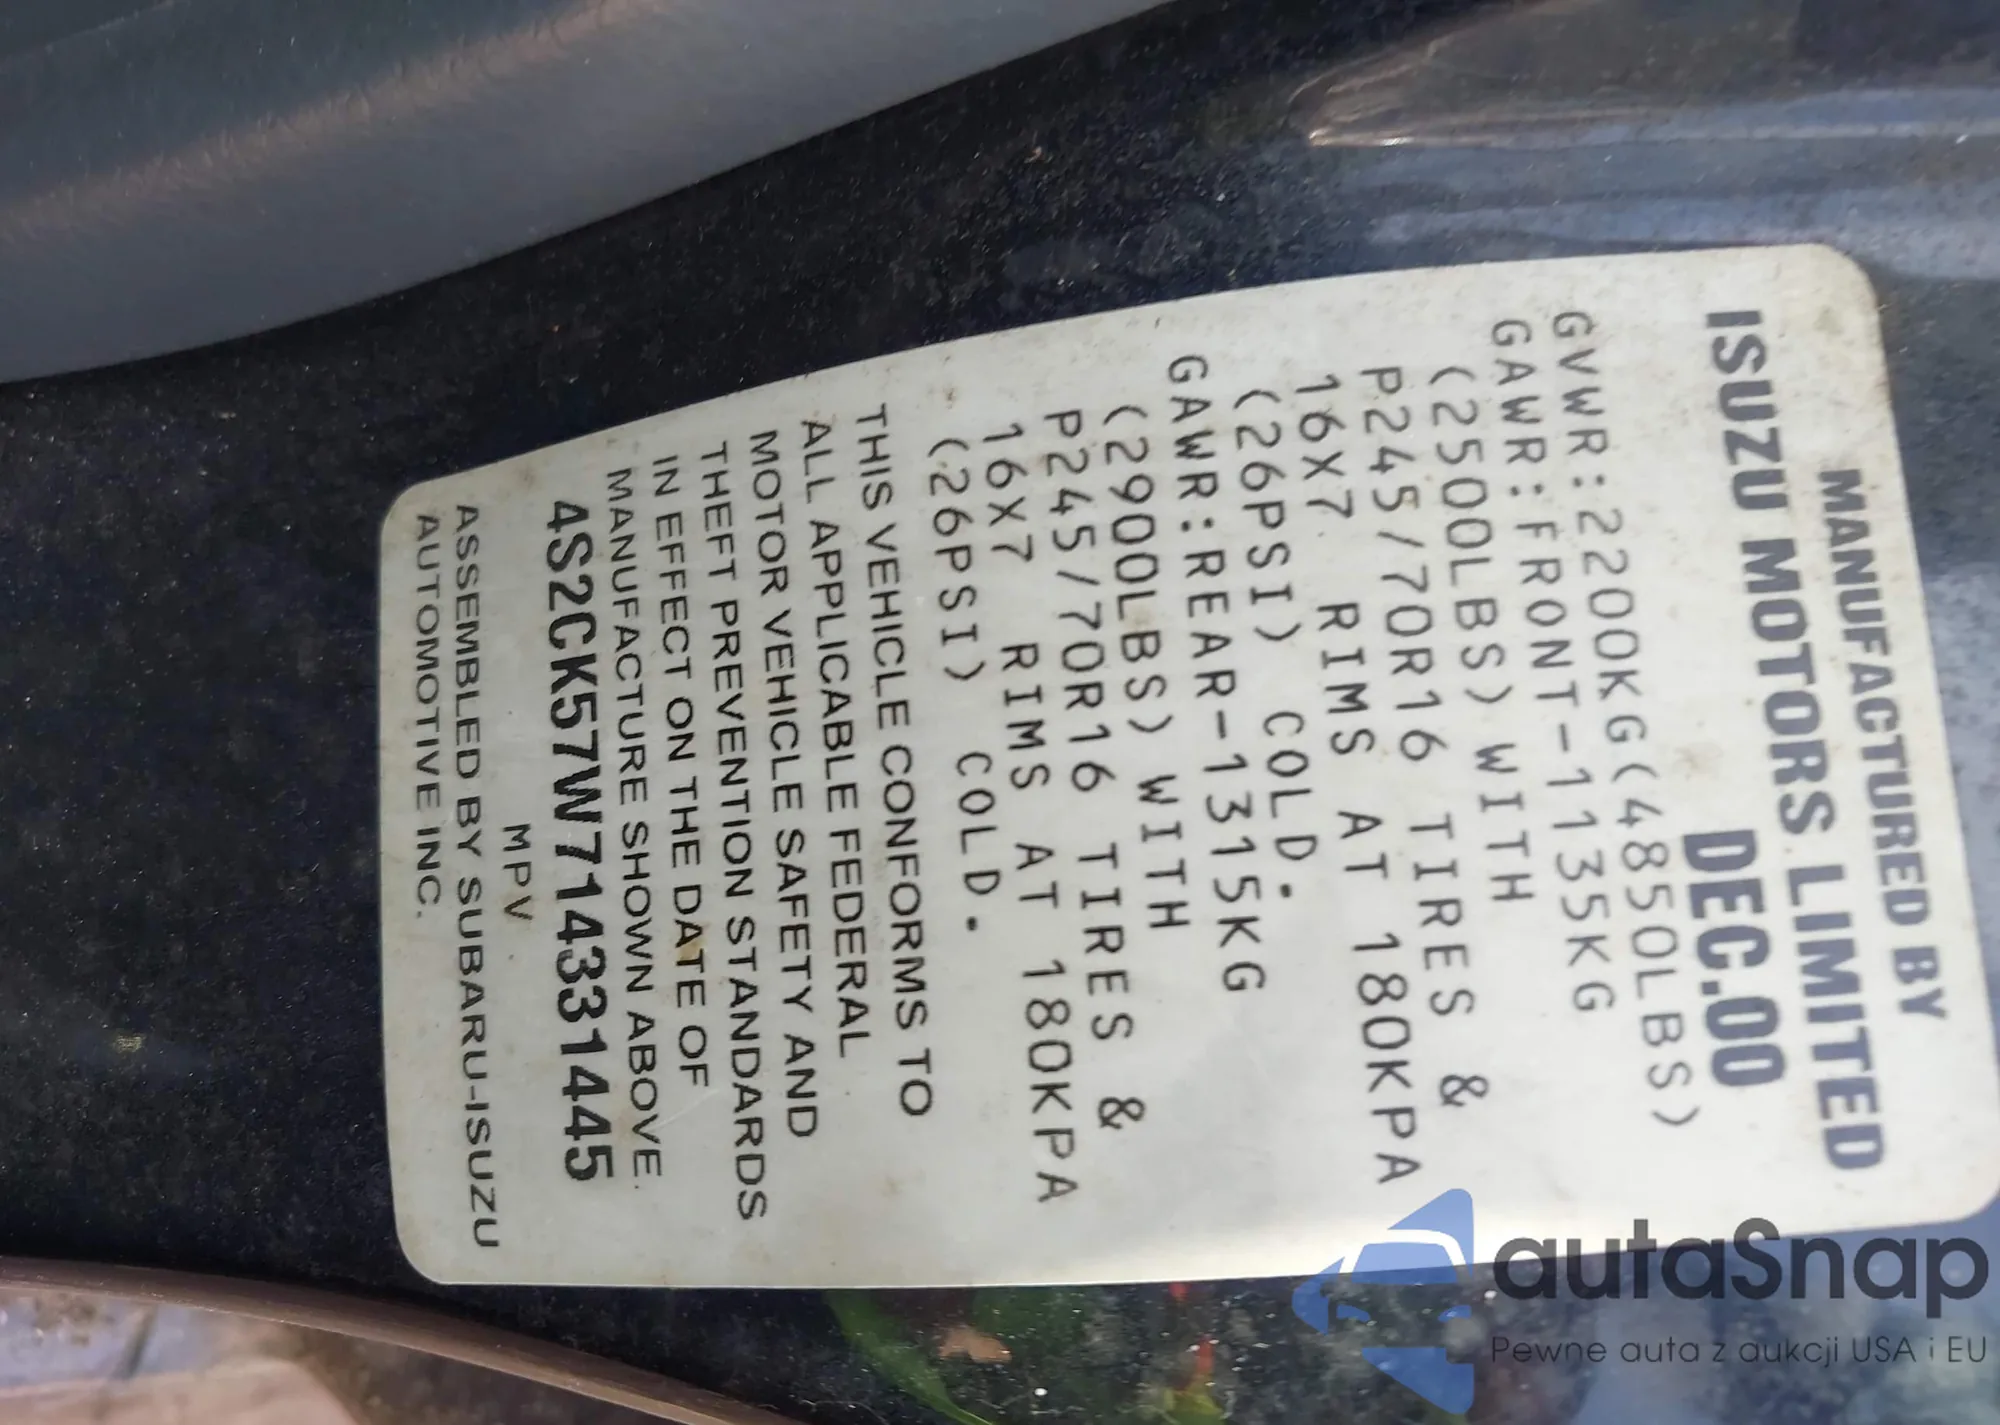 MANUFACTURED BY
ISUZU MOTORS LIMITED
DEC.00
GVWR:2200KG(4850LBS)
GAWR:FRONT-1135KG
(2500LBS) WITH
P245/70R16 TIRES &
16X7 RIMS AT 180KPA
(26PSI) COLD.
GAWR:REAR-1315KG
(2900LBS) WITH
P245/70R16 TIRES &
16X7 RIMS AT 180KPA
(26PSI) COLD.
THIS VEHICLE CONFORMS TO
ALL APPLICABLE FEDERAL
MOTOR VEHICLE SAFETY AND
THEFT PREVENTION STANDARDS
IN EFFECT ON THE DATE OF
MANUFACTURE SHOWN ABOVE.
4S2CK57W714331445
MPV
ASSEMBLED BY SUBARU-ISUZU
AUTOMOTIVE INC.
autaSnap
Pewne auta z aukcji USA i EU